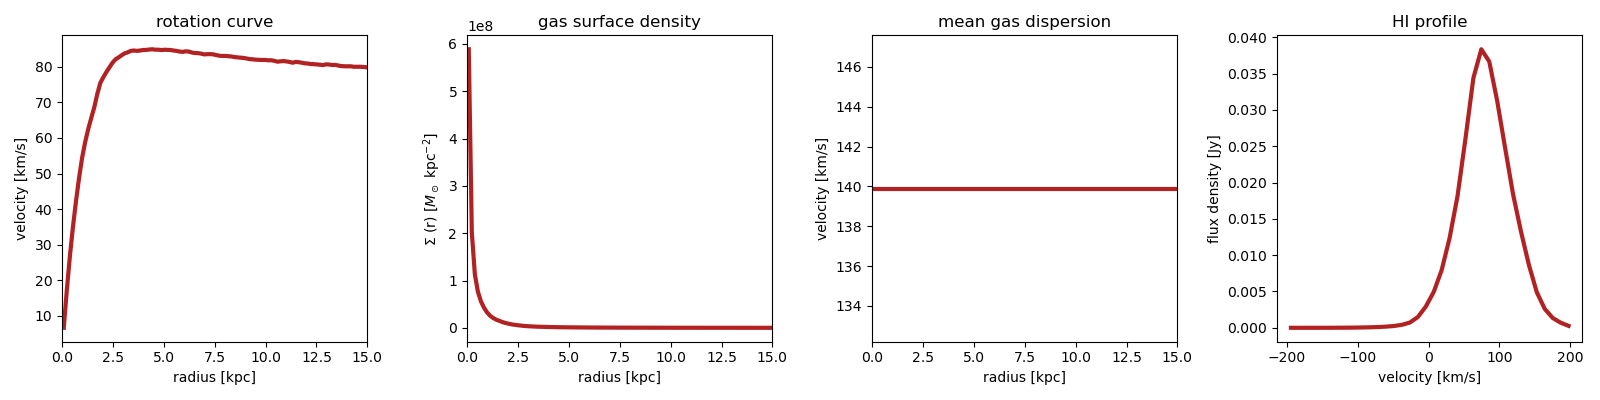 rotation curve
velocity [km/s]
80
70
60
50
40
30
20
10
0.0 2.5 5.0 7.5 10.0 12.5 15.0
radius [kpc]
gas surface density
1e8
Σ (r) [M⊙ kpc⁻²]
6
5
4
3
2
1
0
0.0 2.5 5.0 7.5 10.0 12.5 15.0
radius [kpc]
mean gas dispersion
velocity [km/s]
146
144
142
140
138
136
134
0.0 2.5 5.0 7.5 10.0 12.5 15.0
radius [kpc]
HI profile
flux density [Jy]
0.040
0.035
0.030
0.025
0.020
0.015
0.010
0.005
0.000
−200 −100 0 100 200
velocity [km/s]